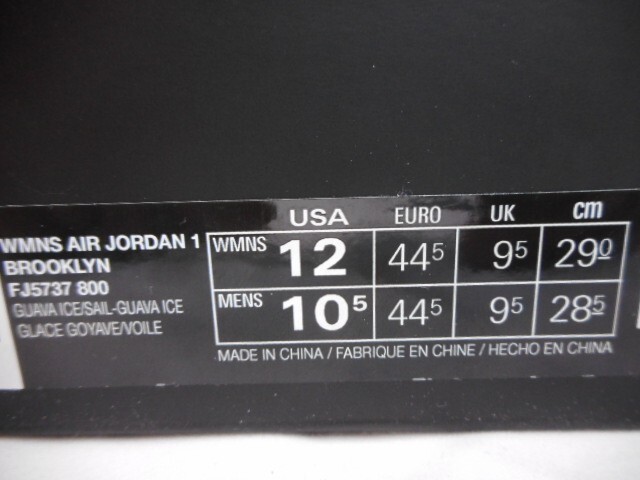 USA EURO UK cm
WMNS AIR JORDAN 1
BROOKLYN
FJ5737 800
GUAVA ICE/SAIL-GUAVA ICE
GLACE GOYAVE/VOILE
WMNS 12 44⁵ 9⁵ 29⁰
MENS 10⁵ 44⁵ 9⁵ 28⁵
MADE IN CHINA / FABRIQUE EN CHINE / HECHO EN CHINA